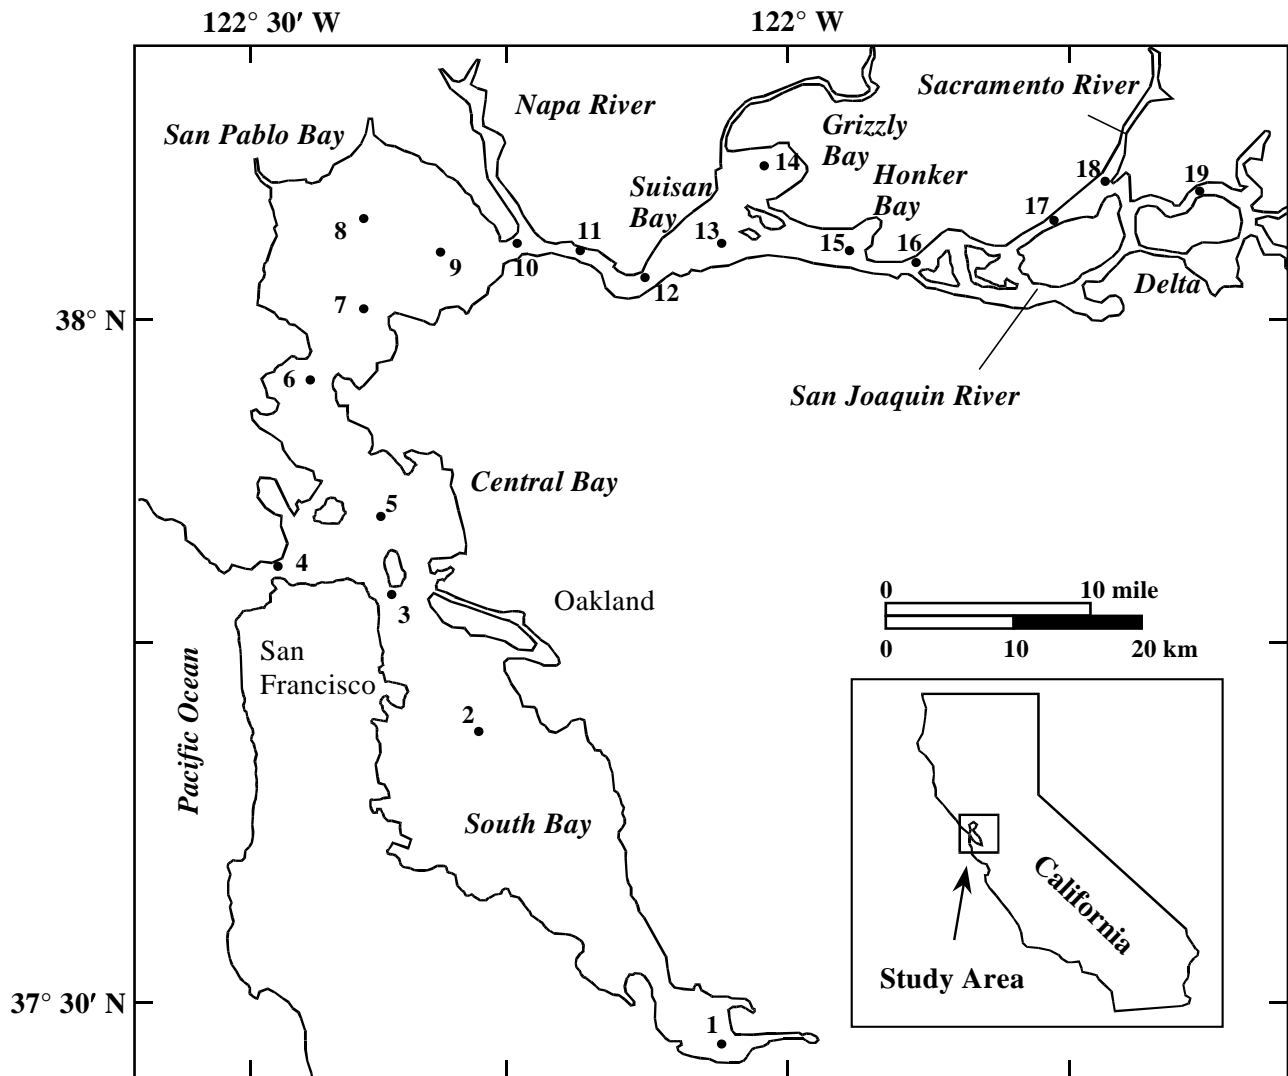 122° 30′ W
122° W
Sacramento River
Napa River
San Pablo Bay
Grizzly
Bay
14
Honker
Bay
18
19
Suisan
Bay
17
8
11
13
15
16
9
10
12
Delta
7
38° N
6
San Joaquin River
Central Bay
5
4
3
Oakland
0
10 mile
0
10
20 km
San
Francisco
Pacific Ocean
2
South Bay
California
Study Area
37° 30′ N
1